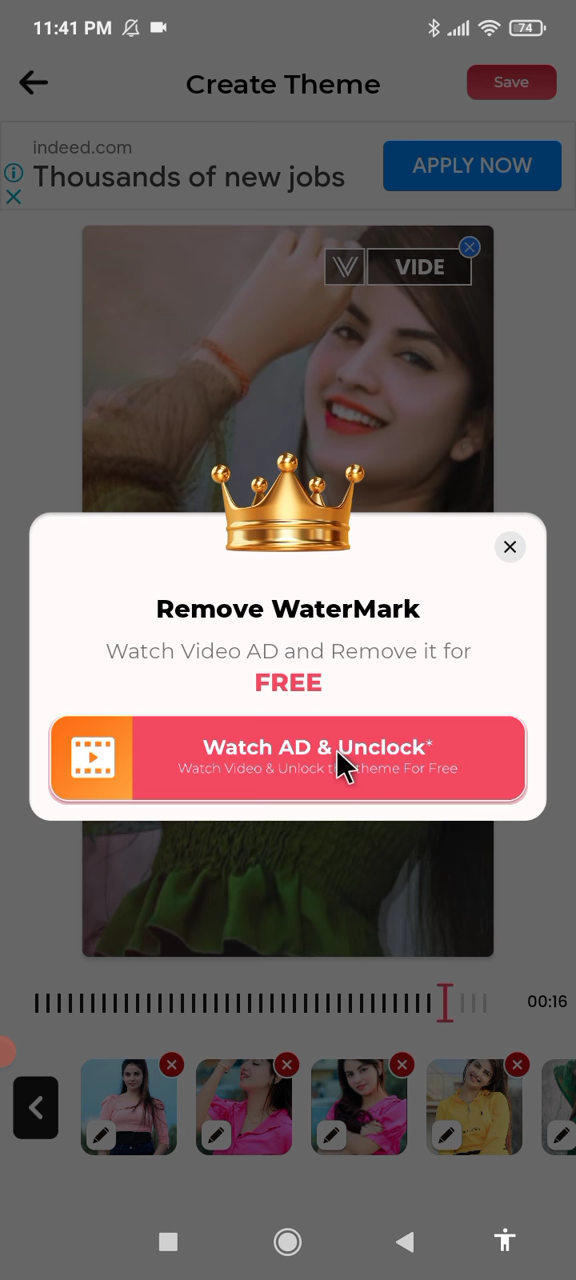 11:41 PM
74
Create Theme
Save
indeed.com
Thousands of new jobs
APPLY NOW
VIDE
Remove WaterMark
Watch Video AD and Remove it for
FREE
Watch AD & Unclock*
Watch Video & Unlock Theme For Free
00:16